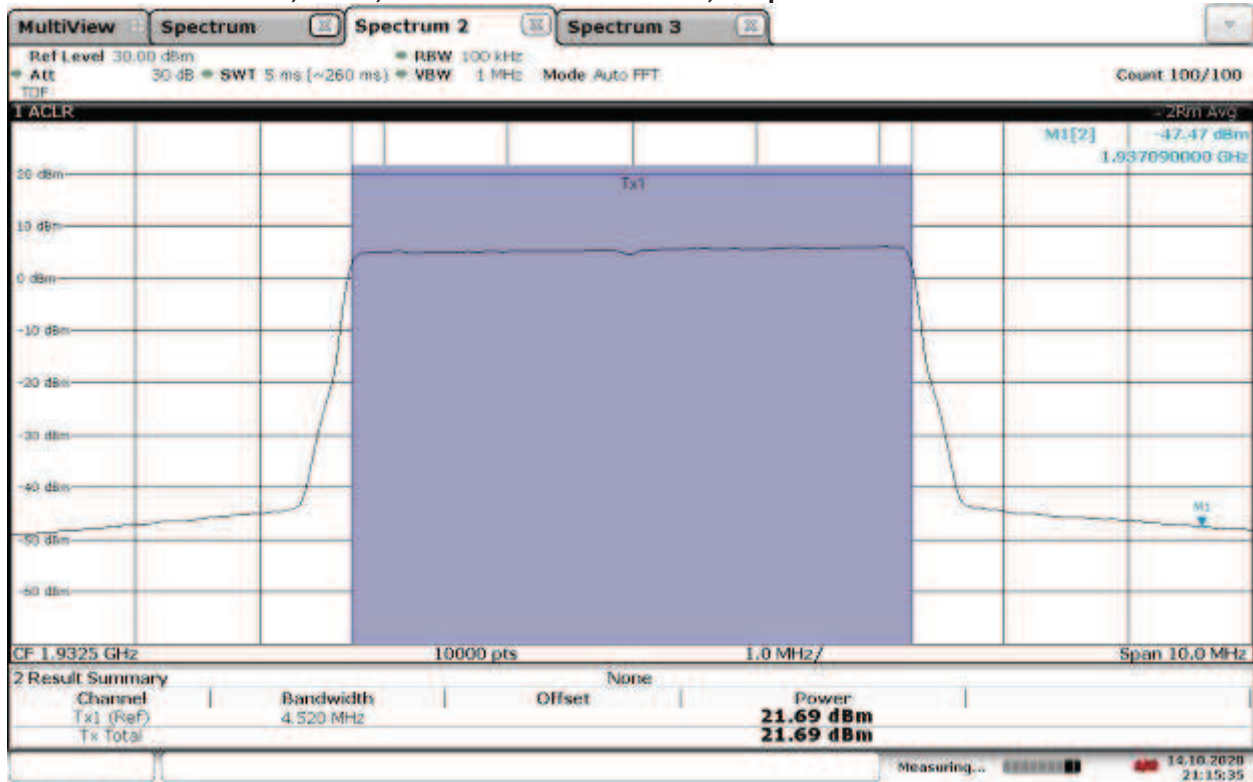 MultiView Spectrum Spectrum 2 Spectrum 3
Ref Level 30.00 dBm RBW 100 kHz
Att 30 dB SWT 5 ms (~260 ms) VBW 1 MHz Mode Auto FFT Count 100/100
TDF
1 ACLR 2Rm Avg
M1[2] -47.47 dBm
1.937090000 GHz
20 dBm
Tx1
10 dBm
0 dBm
-10 dBm
-20 dBm
-30 dBm
-40 dBm
M1
-50 dBm
-60 dBm
CF 1.9325 GHz 10000 pts 1.0 MHz/ Span 10.0 MHz
2 Result Summary None
Channel Bandwidth Offset Power
Tx1 (Ref) 4.520 MHz 21.69 dBm
Tx Total 21.69 dBm
Measuring... 14.10.2020
21:15:35